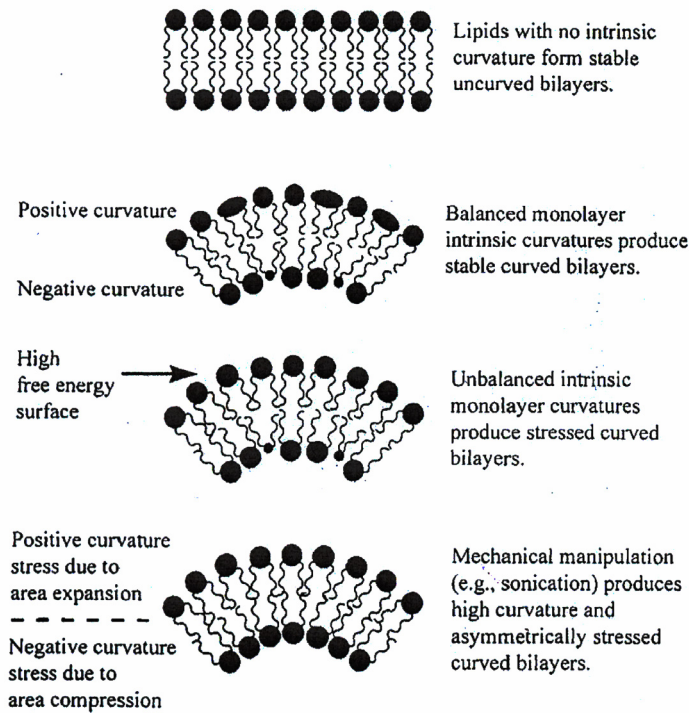 Lipids with no intrinsic
curvature form stable
uncurved bilayers.
Positive curvature
Negative curvature
Balanced monolayer
intrinsic curvatures produce
stable curved bilayers.
High
free energy
surface
Unbalanced intrinsic
monolayer curvatures
produce stressed curved
bilayers.
Positive curvature
stress due to
area expansion
Negative curvature
stress due to
area compression
Mechanical manipulation
(e.g., sonication) produces
high curvature and
asymmetrically stressed
curved bilayers.